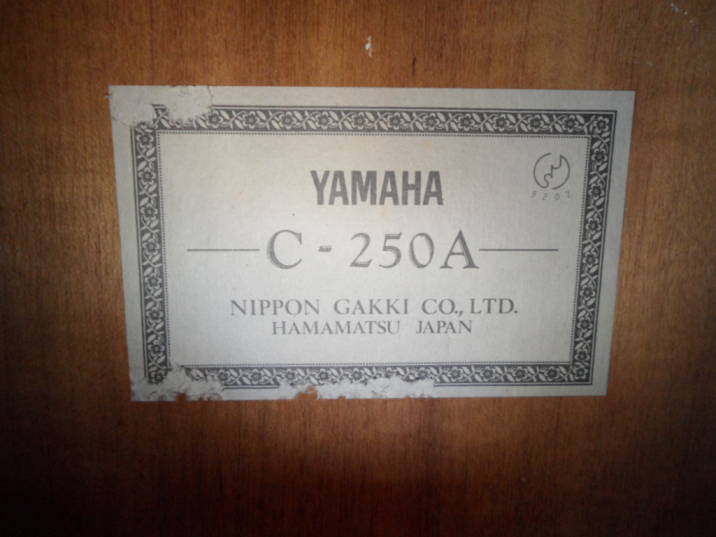 YAMAHA
C-250A
NIPPON GAKKI CO., LTD.
HAMAMATSU JAPAN